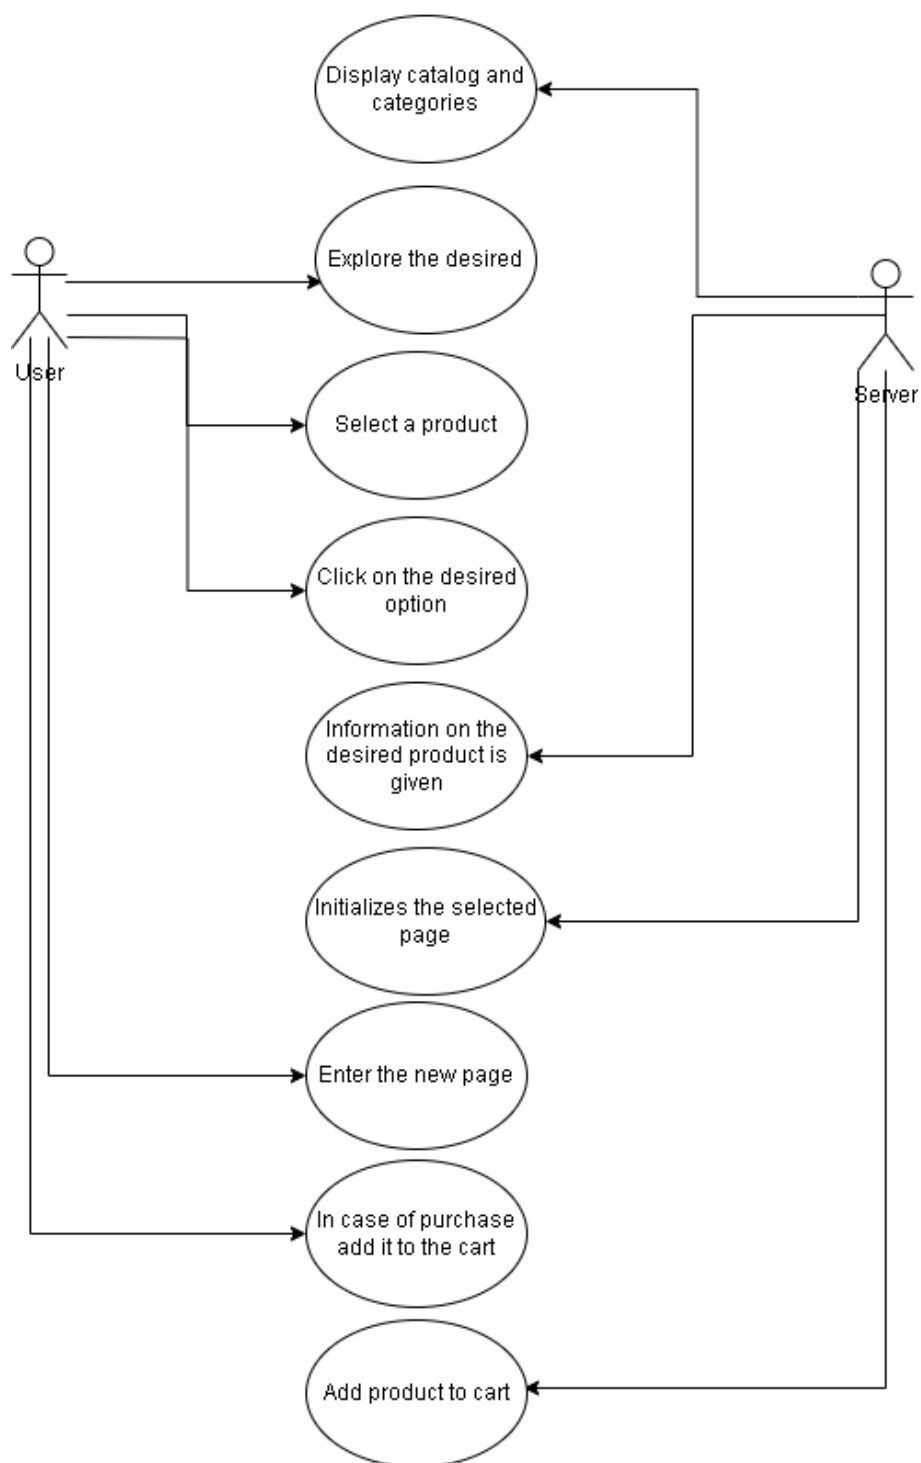 Display catalog and
categories
Explore the desired
User
Server
Select a product
Click on the desired
option
Information on the
desired product is
given
Initializes the selected
page
Enter the new page
In case of purchase
add it to the cart
Add product to cart